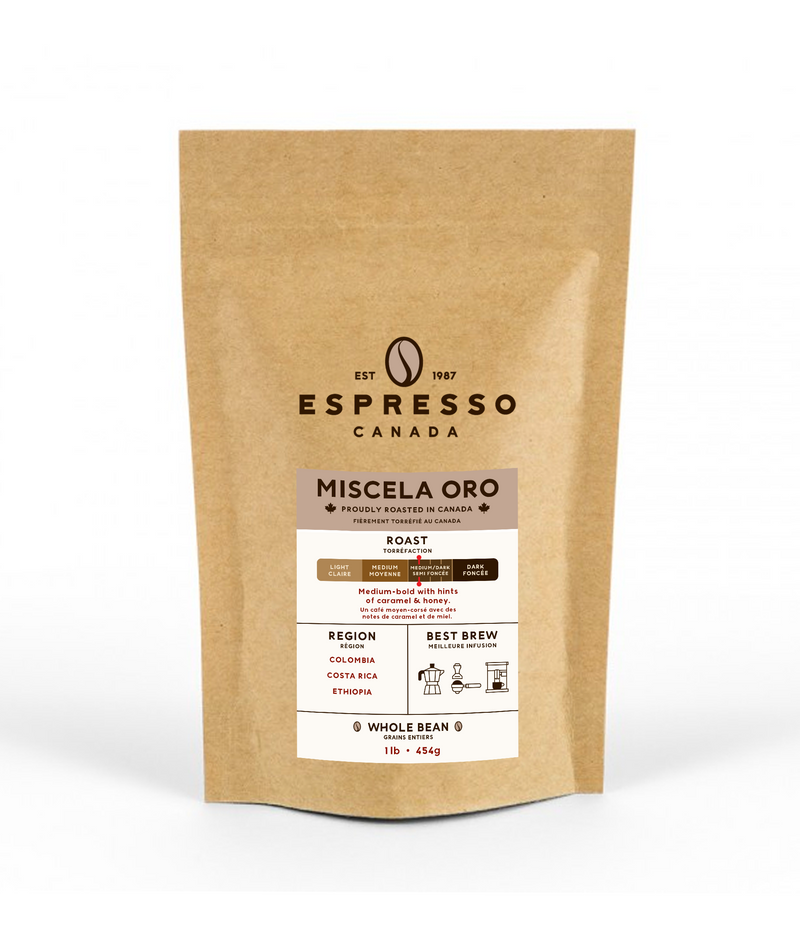 EST 1987
ESPRESSO
CANADA
MISCELA ORO
PROUDLY ROASTED IN CANADA
FIÈREMENT TORRÉFIÉ AU CANADA
ROAST
TORRÉFACTION
LIGHT
CLAIRE
MEDIUM
MOYENNE
MEDIUM/DARK
SEMI FONCÉE
DARK
FONCÉE
Medium-bold with hints
of caramel & honey.
Un café moyen-corsé avec des
notes de caramel et de miel.
REGION
RÉGION
COLOMBIA
COSTA RICA
ETHIOPIA
BEST BREW
MEILLEURE INFUSION
WHOLE BEAN
GRAINS ENTIERS
1 lb • 454g